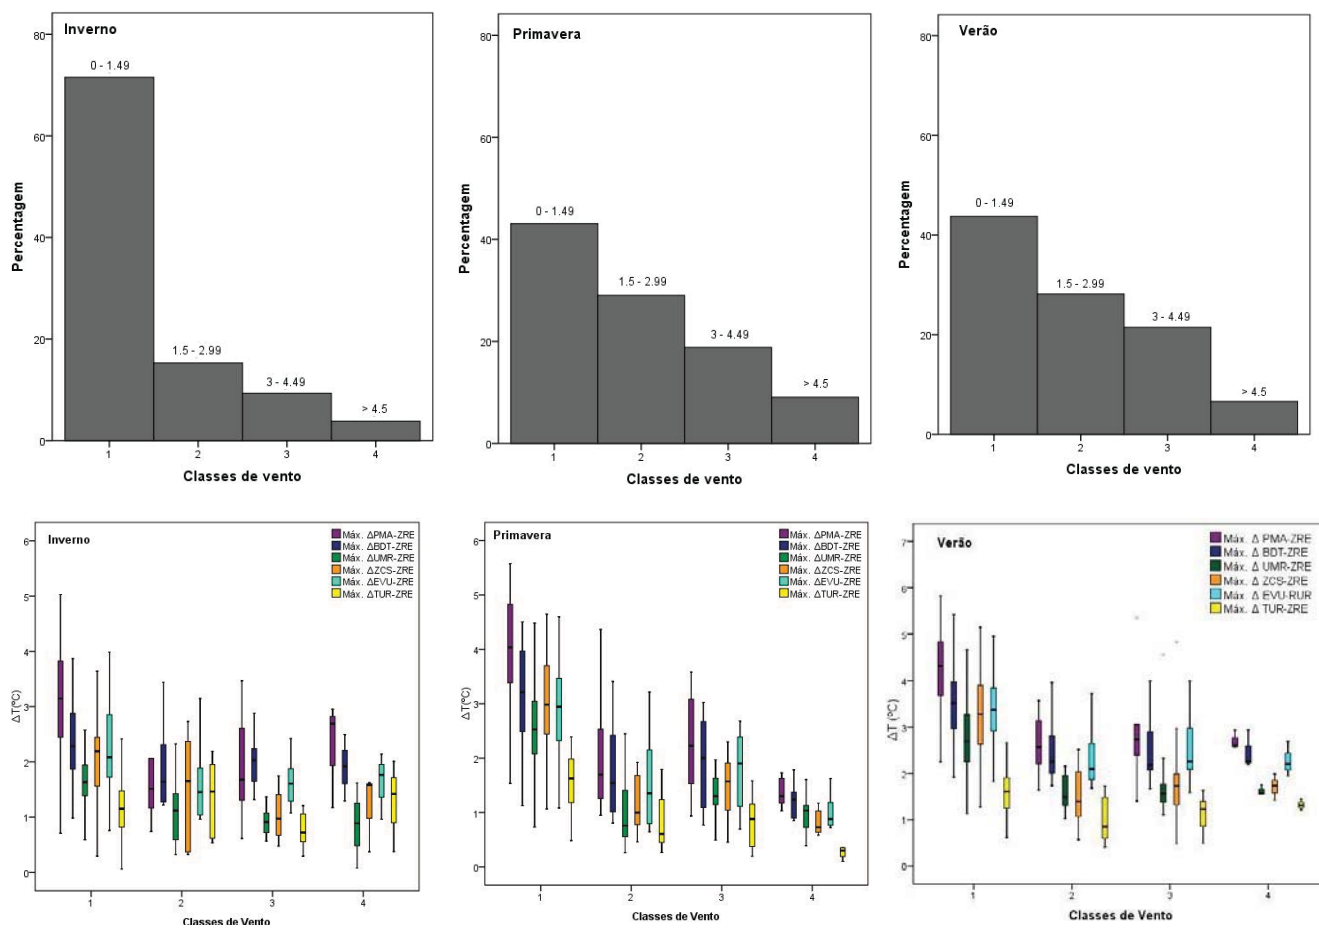 Inverno
80
60
40
20
0
Percentagem
0 - 1.49
1.5 - 2.99
3 - 4.49
> 4.5
1
2
3
4
Classes de vento
Primavera
80
60
40
20
0
Percentagem
0 - 1.49
1.5 - 2.99
3 - 4.49
> 4.5
1
2
3
4
Classes de vento
Verão
80
60
40
20
0
Percentagem
0 - 1.49
1.5 - 2.99
3 - 4.49
> 4.5
1
2
3
4
Classes de vento
Inverno
Máx. ΔPMA-ZRE
Máx. ΔBDT-ZRE
Máx. ΔUMR-ZRE
Máx. ΔZCS-ZRE
Máx. ΔEVU-ZRE
Máx. ΔTUR-ZRE
6
5
4
3
2
1
0
ΔT(ºC)
1
2
3
4
Classes de Vento
Primavera
Máx. ΔPMA-ZRE
Máx. ΔBDT-ZRE
Máx. ΔUMR-ZRE
Máx. ΔZCS-ZRE
Máx. ΔEVU-ZRE
Máx. ΔTUR-ZRE
6
5
4
3
2
1
0
ΔT(ºC)
1
2
3
4
Classes de Vento
Verão
Máx. Δ PMA-ZRE
Máx. Δ BDT-ZRE
Máx. Δ UMR-ZRE
Máx. Δ ZCS-ZRE
Máx. Δ EVU-RUR
Máx. Δ TUR-ZRE
7
6
5
4
3
2
1
0
ΔT (ºC)
1
2
3
4
Classes de Vento